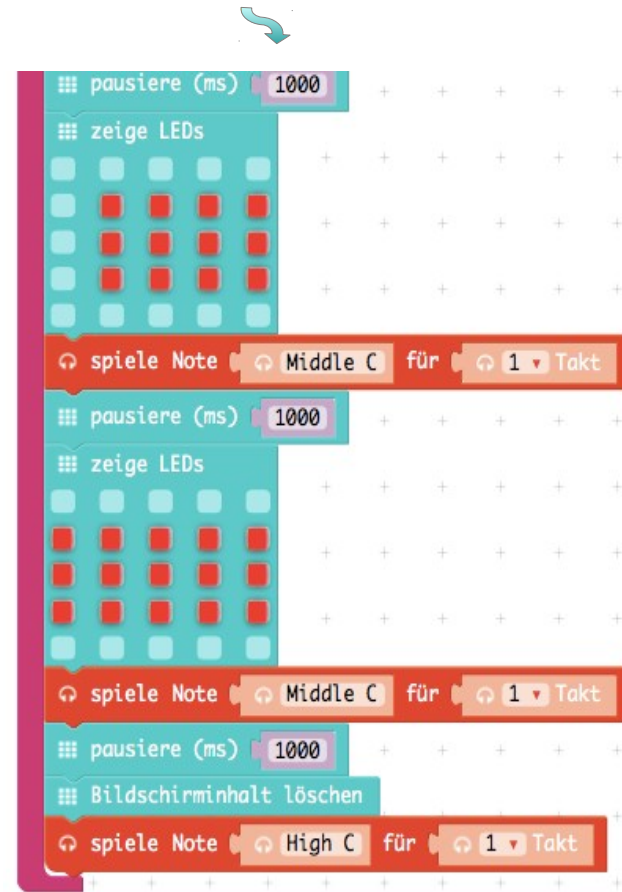 pausiere (ms) 1000
zeige LEDs
spiele Note Middle C für 1 Takt
pausiere (ms) 1000
zeige LEDs
spiele Note Middle C für 1 Takt
pausiere (ms) 1000
Bildschirminhalt löschen
spiele Note High C für 1 Takt